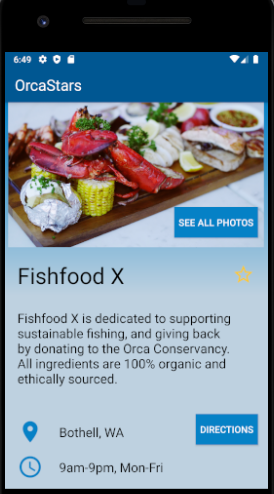 6:49
OrcaStars
SEE ALL PHOTOS
Fishfood X
Fishfood X is dedicated to supporting
sustainable fishing, and giving back
by donating to the Orca Conservancy.
All ingredients are 100% organic and
ethically sourced.
Bothell, WA
DIRECTIONS
9am-9pm, Mon-Fri